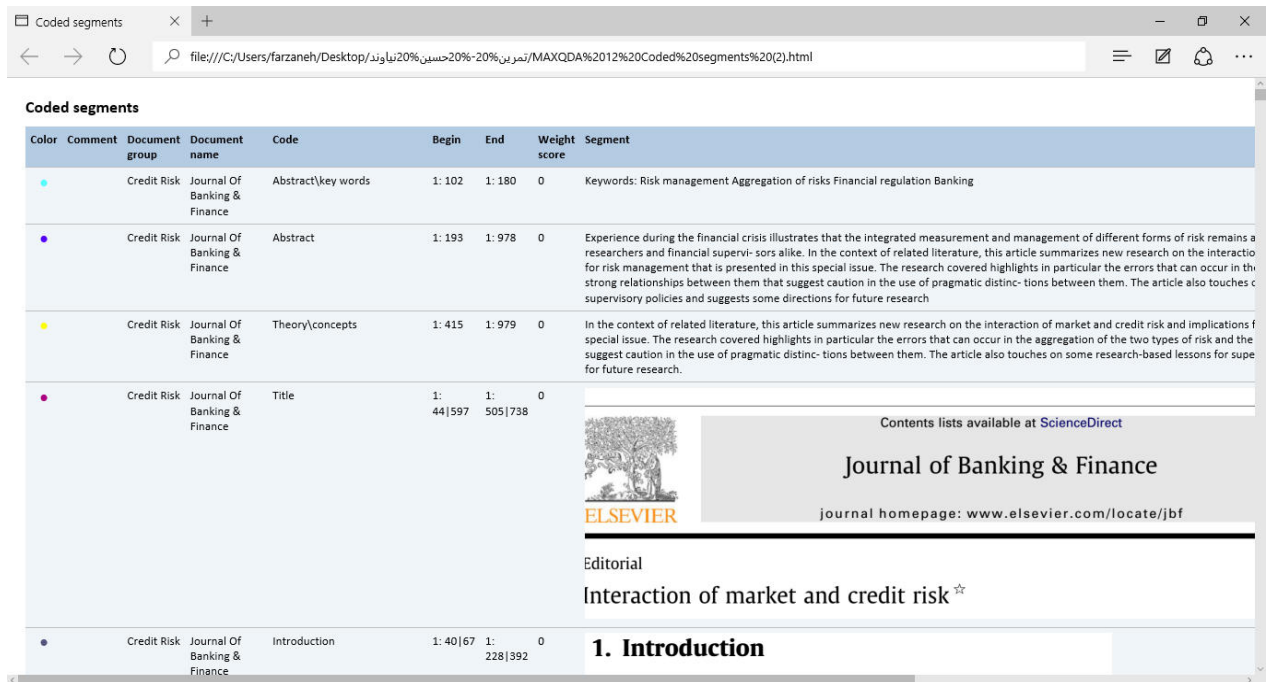 Coded segments
file:///C:/Users/farzaneh/Desktop/تمرین%20-%20حسین%20نیاوند/MAXQDA%2012%20Coded%20segments%20(2).html
Coded segments
Color Comment Document group Document name Code Begin End Weight score Segment
Credit Risk Journal Of Banking & Finance Abstract\key words 1: 102 1: 180 0 Keywords: Risk management Aggregation of risks Financial regulation Banking
Credit Risk Journal Of Banking & Finance Abstract 1: 193 1: 978 0 Experience during the financial crisis illustrates that the integrated measurement and management of different forms of risk remains a
researchers and financial supervi- sors alike. In the context of related literature, this article summarizes new research on the interactio
for risk management that is presented in this special issue. The research covered highlights in particular the errors that can occur in the
strong relationships between them that suggest caution in the use of pragmatic distinc- tions between them. The article also touches
supervisory policies and suggests some directions for future research
Credit Risk Journal Of Banking & Finance Theory\concepts 1: 415 1: 979 0 In the context of related literature, this article summarizes new research on the interaction of market and credit risk and implications f
special issue. The research covered highlights in particular the errors that can occur in the aggregation of the two types of risk and the
suggest caution in the use of pragmatic distinc- tions between them. The article also touches on some research-based lessons for supe
for future research.
Credit Risk Journal Of Banking & Finance Title 1: 44|597 1: 505|738 0
Contents lists available at ScienceDirect
Journal of Banking & Finance
ELSEVIER
journal homepage: www.elsevier.com/locate/jbf
Editorial
Interaction of market and credit risk ☆
Credit Risk Journal Of Banking & Finance Introduction 1: 40|67 1: 228|392 0
1. Introduction